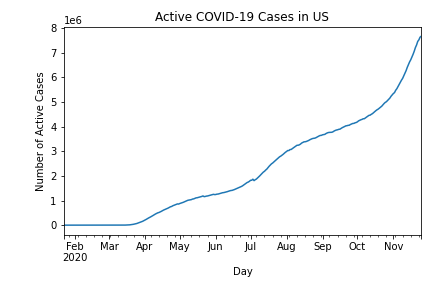 Active COVID-19 Cases in US
1e6
8
7
6
5
4
3
2
1
0
Number of Active Cases
Feb Mar Apr May Jun Jul Aug Sep Oct Nov
2020
Day